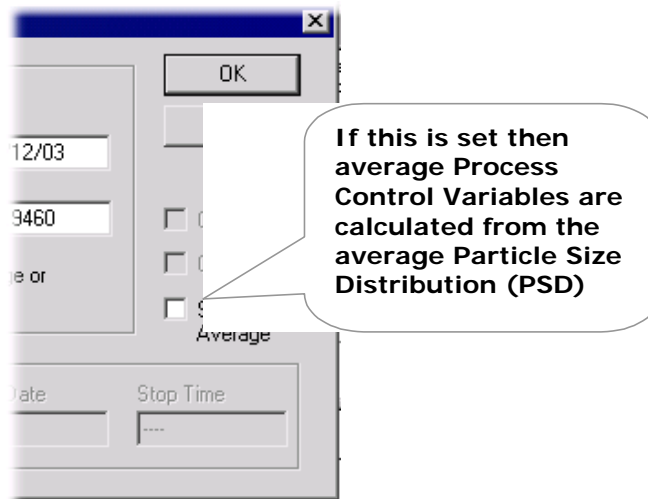 OK
12/03
9460
ge or
Average
ate
Stop Time
----
If this is set then
average Process
Control Variables are
calculated from the
average Particle Size
Distribution (PSD)